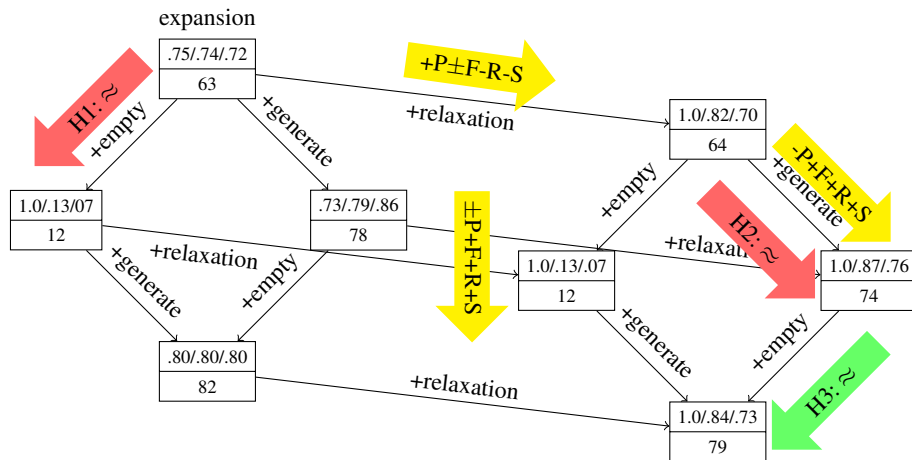 expansion
.75/.74/.72
63
+P±F-R-S
H1: ≈
+empty
+generate
+relaxation
1.0/.82/.70
64
-P+F+R+S
+empty
+generate
1.0/.13/07
12
.73/.79/.86
78
±P+F+R+S
H2: ≈
+relaxation
+relaxation
1.0/.13/.07
12
1.0/.87/.76
74
+generate
+empty
+generate
+empty
.80/.80/.80
82
+relaxation
H3: ≈
1.0/.84/.73
79